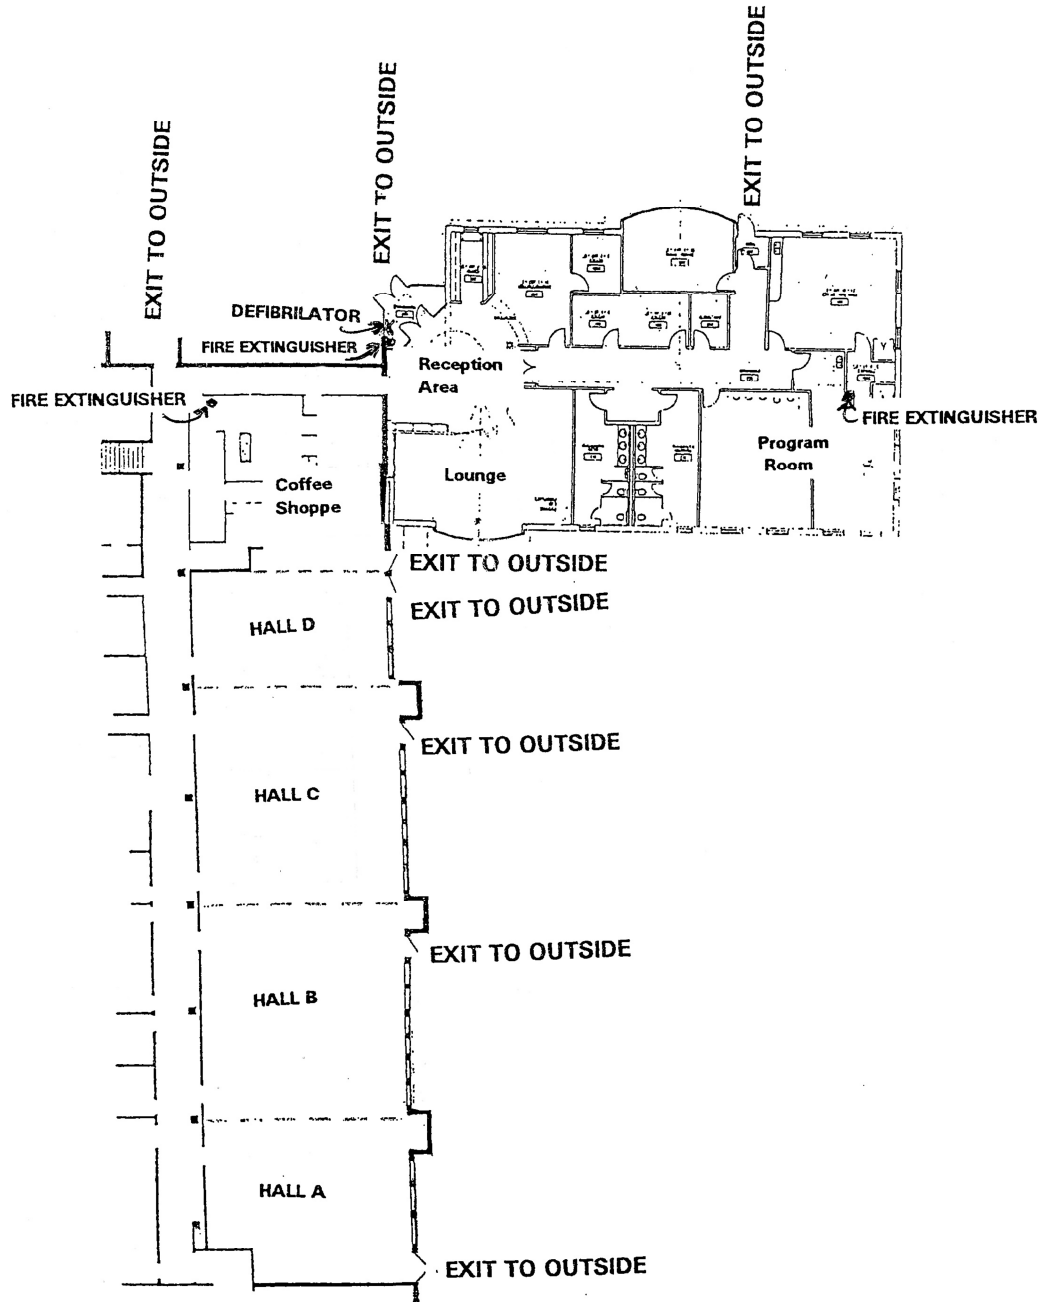 EXIT TO OUTSIDE
EXIT TO OUTSIDE
EXIT TO OUTSIDE
DEFIBRILATOR
FIRE EXTINGUISHER
FIRE EXTINGUISHER
Reception
Area
FIRE EXTINGUISHER
Program
Room
Lounge
Coffee
Shoppe
EXIT TO OUTSIDE
EXIT TO OUTSIDE
HALL D
EXIT TO OUTSIDE
HALL C
EXIT TO OUTSIDE
HALL B
HALL A
EXIT TO OUTSIDE